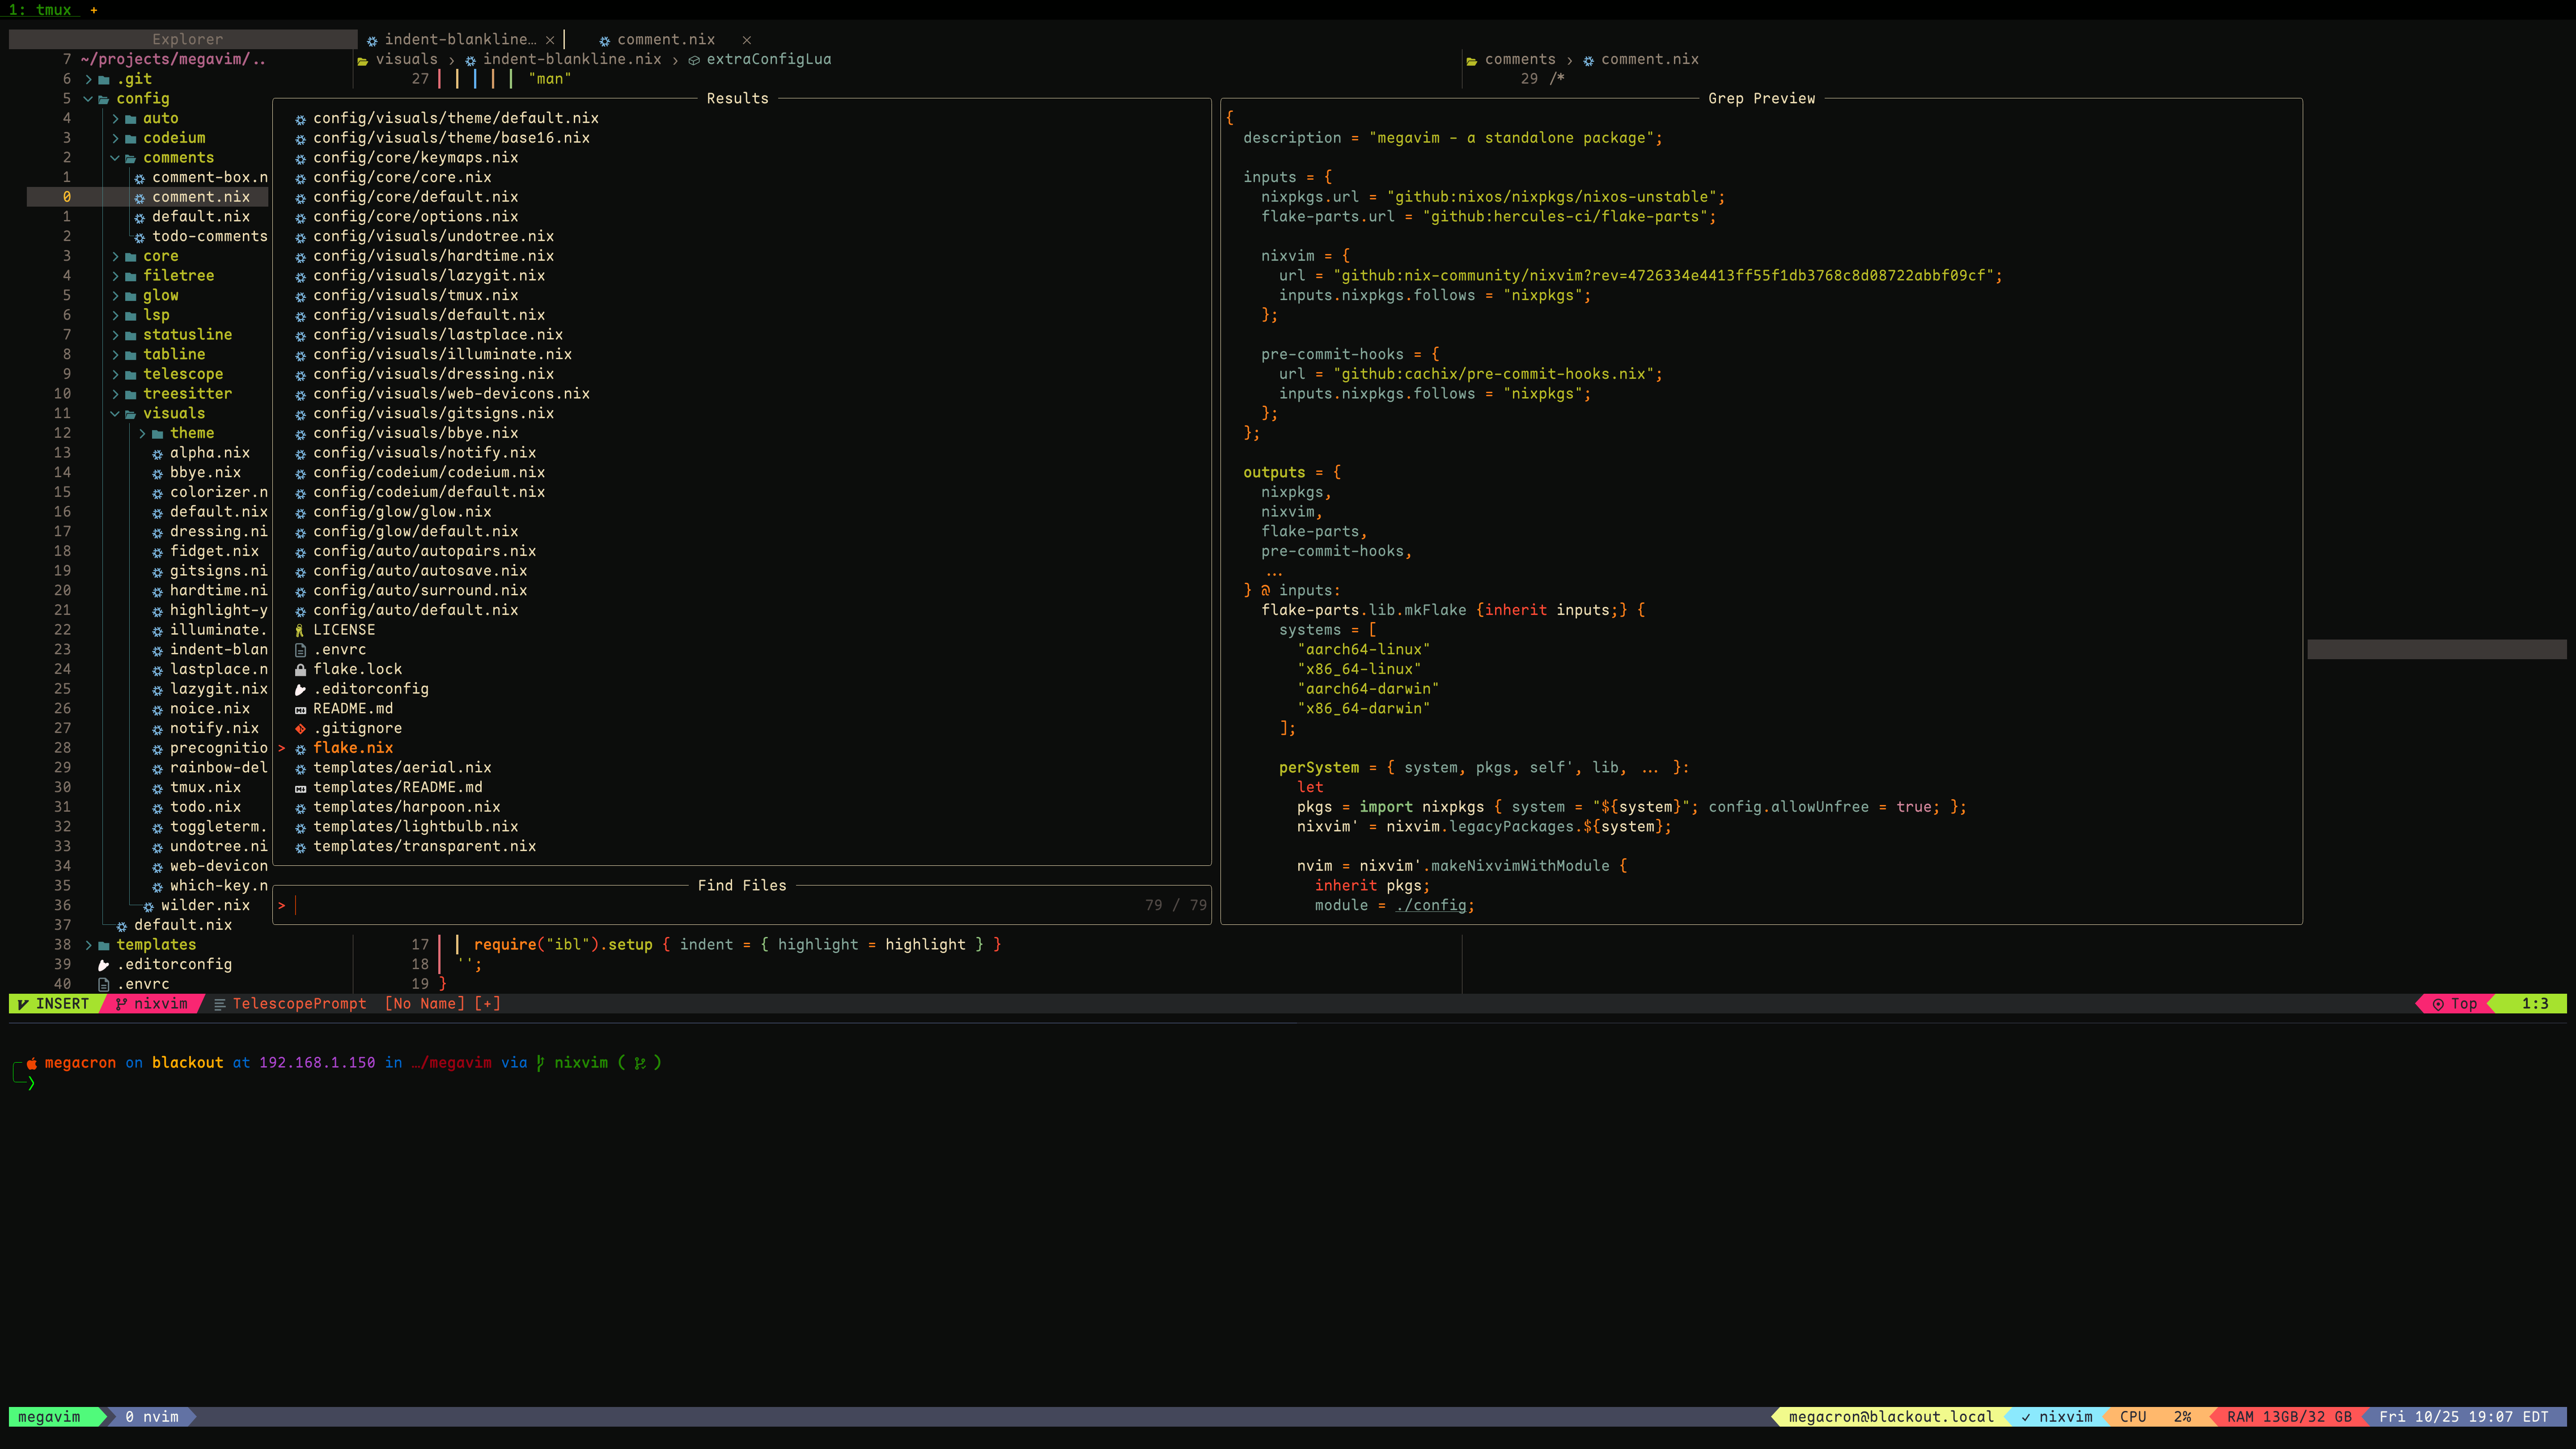 1: tmux +
Explorer
indent-blankline… ×
comment.nix ×
7 ~/projects/megavim/..
6 .git
5 config
4 auto
3 codeium
2 comments
1 comment-box.n
0 comment.nix
1 default.nix
2 todo-comments
3 core
4 filetree
5 glow
6 lsp
7 statusline
8 tabline
9 telescope
10 treesitter
11 visuals
12 theme
13 alpha.nix
14 bbye.nix
15 colorizer.n
16 default.nix
17 dressing.ni
18 fidget.nix
19 gitsigns.ni
20 hardtime.ni
21 highlight-y
22 illuminate.
23 indent-blan
24 lastplace.n
25 lazygit.nix
26 noice.nix
27 notify.nix
28 precognitio
29 rainbow-del
30 tmux.nix
31 todo.nix
32 toggleterm.
33 undotree.ni
34 web-devicon
35 which-key.n
36 wilder.nix
37 default.nix
38 templates
39 .editorconfig
40 .envrc
visuals › indent-blankline.nix › extraConfigLua
27 "man"
comments › comment.nix
29 /*
Results
config/visuals/theme/default.nix
config/visuals/theme/base16.nix
config/core/keymaps.nix
config/core/core.nix
config/core/default.nix
config/core/options.nix
config/visuals/undotree.nix
config/visuals/hardtime.nix
config/visuals/lazygit.nix
config/visuals/tmux.nix
config/visuals/default.nix
config/visuals/lastplace.nix
config/visuals/illuminate.nix
config/visuals/dressing.nix
config/visuals/web-devicons.nix
config/visuals/gitsigns.nix
config/visuals/bbye.nix
config/visuals/notify.nix
config/codeium/codeium.nix
config/codeium/default.nix
config/glow/glow.nix
config/glow/default.nix
config/auto/autopairs.nix
config/auto/autosave.nix
config/auto/surround.nix
config/auto/default.nix
LICENSE
.envrc
flake.lock
.editorconfig
README.md
.gitignore
> flake.nix
templates/aerial.nix
templates/README.md
templates/harpoon.nix
templates/lightbulb.nix
templates/transparent.nix
Find Files
> 79 / 79
Grep Preview
{
description = "megavim - a standalone package";
inputs = {
nixpkgs.url = "github:nixos/nixpkgs/nixos-unstable";
flake-parts.url = "github:hercules-ci/flake-parts";
nixvim = {
url = "github:nix-community/nixvim?rev=4726334e4413ff55f1db3768c8d08722abbf09cf";
inputs.nixpkgs.follows = "nixpkgs";
};
pre-commit-hooks = {
url = "github:cachix/pre-commit-hooks.nix";
inputs.nixpkgs.follows = "nixpkgs";
};
};
outputs = {
nixpkgs,
nixvim,
flake-parts,
pre-commit-hooks,
...
} @ inputs:
flake-parts.lib.mkFlake {inherit inputs;} {
systems = [
"aarch64-linux"
"x86_64-linux"
"aarch64-darwin"
"x86_64-darwin"
];
perSystem = { system, pkgs, self', lib, ... }:
let
pkgs = import nixpkgs { system = "${system}"; config.allowUnfree = true; };
nixvim' = nixvim.legacyPackages.${system};
nvim = nixvim'.makeNixvimWithModule {
inherit pkgs;
module = ./config;
17 require("ibl").setup { indent = { highlight = highlight } }
18 '';
19 }
INSERT nixvim TelescopePrompt [No Name] [+] Top 1:3
megacron on blackout at 192.168.1.150 in …/megavim via nixvim ( )
❯
megavim 0 nvim megacron@blackout.local ✓ nixvim CPU 2% RAM 13GB/32 GB Fri 10/25 19:07 EDT